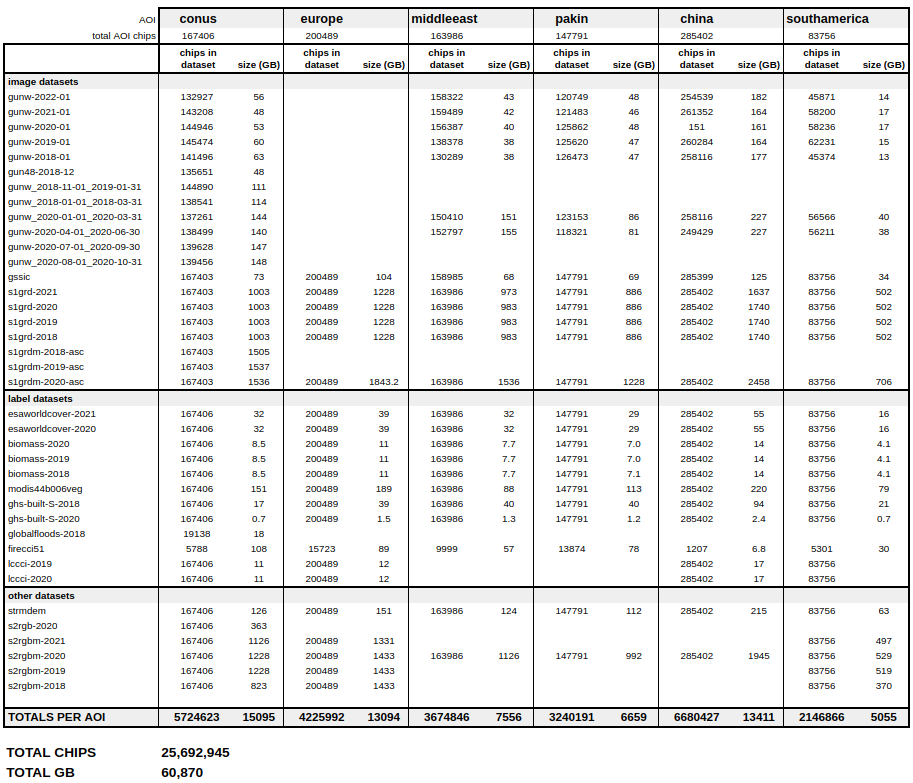 AOI conus europe middleeast pakin china southamerica
total AOI chips 167406 200489 163986 147791 285402 83756
chips in chips in chips in chips in chips in chips in
dataset size (GB) dataset size (GB) dataset size (GB) dataset size (GB) dataset size (GB) dataset size (GB)
image datasets
gunw-2022-01 132927 56 158322 43 120749 48 254539 182 45871 14
gunw-2021-01 143208 48 159489 42 121483 46 261352 164 58200 17
gunw-2020-01 144946 53 156387 40 125862 48 151 161 58236 17
gunw-2019-01 145474 60 138378 38 125620 47 260284 164 62231 15
gunw-2018-01 141496 63 130289 38 126473 47 258116 177 45374 13
gun48-2018-12 135651 48
gunw_2018-11-01_2019-01-31 144890 111
gunw_2018-01-01_2018-03-31 138541 114
gunw_2020-01-01_2020-03-31 137261 144 150410 151 123153 86 258116 227 56566 40
gunw-2020-04-01_2020-06-30 138499 140 152797 155 118321 81 249429 227 56211 38
gunw-2020-07-01_2020-09-30 139628 147
gunw_2020-08-01_2020-10-31 139456 148
gssic 167403 73 200489 104 158985 68 147791 69 285399 125 83756 34
s1grd-2021 167403 1003 200489 1228 163986 973 147791 886 285402 1637 83756 502
s1grd-2020 167403 1003 200489 1228 163986 983 147791 886 285402 1740 83756 502
s1grd-2019 167403 1003 200489 1228 163986 983 147791 886 285402 1740 83756 502
s1grd-2018 167403 1003 200489 1228 163986 983 147791 886 285402 1740 83756 502
s1grdm-2018-asc 167403 1505
s1grdm-2019-asc 167403 1537
s1grdm-2020-asc 167403 1536 200489 1843.2 163986 1536 147791 1228 285402 2458 83756 706
label datasets
esaworldcover-2021 167406 32 200489 39 163986 32 147791 29 285402 55 83756 16
esaworldcover-2020 167406 32 200489 39 163986 32 147791 29 285402 55 83756 16
biomass-2020 167406 8.5 200489 11 163986 7.7 147791 7.0 285402 14 83756 4.1
biomass-2019 167406 8.5 200489 11 163986 7.7 147791 7.0 285402 14 83756 4.1
biomass-2018 167406 8.5 200489 11 163986 7.7 147791 7.1 285402 14 83756 4.1
modis44b006veg 167406 151 200489 189 163986 88 147791 113 285402 220 83756 79
ghs-built-S-2018 167406 17 200489 39 163986 40 147791 40 285402 94 83756 21
ghs-built-S-2020 167406 0.7 200489 1.5 163986 1.3 147791 1.2 285402 2.4 83756 0.7
globalfloods-2018 19138 18
firecci51 5788 108 15723 89 9999 57 13874 78 1207 6.8 5301 30
lccci-2019 167406 11 200489 12 285402 17 83756
lccci-2020 167406 11 200489 12 285402 17 83756
other datasets
strmdem 167406 126 200489 151 163986 124 147791 112 285402 215 83756 63
s2rgb-2020 167406 363
s2rgbm-2021 167406 1126 200489 1331 83756 497
s2rgbm-2020 167406 1228 200489 1433 163986 1126 147791 992 285402 1945 83756 529
s2rgbm-2019 167406 1228 200489 1433 83756 519
s2rgbm-2018 167406 823 200489 1433 83756 370
TOTALS PER AOI 5724623 15095 4225992 13094 3674846 7556 3240191 6659 6680427 13411 2146866 5055
TOTAL CHIPS 25,692,945
TOTAL GB 60,870